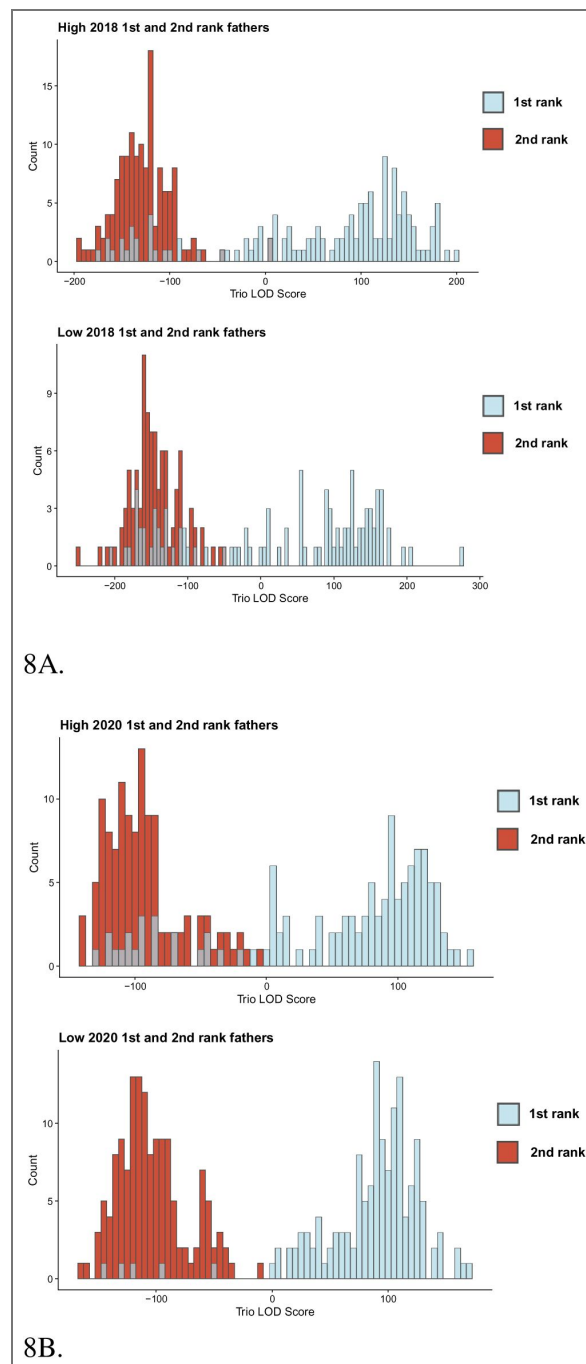 High 2018 1st and 2nd rank fathers
15
10
5
0
Count
−200
−100
0
100
200
Trio LOD Score
1st rank
2nd rank
Low 2018 1st and 2nd rank fathers
9
6
3
0
Count
−200
−100
0
100
200
300
Trio LOD Score
1st rank
2nd rank
8A.
High 2020 1st and 2nd rank fathers
10
5
0
Count
−100
0
100
Trio LOD Score
1st rank
2nd rank
Low 2020 1st and 2nd rank fathers
10
5
0
Count
−100
0
100
Trio LOD Score
1st rank
2nd rank
8B.